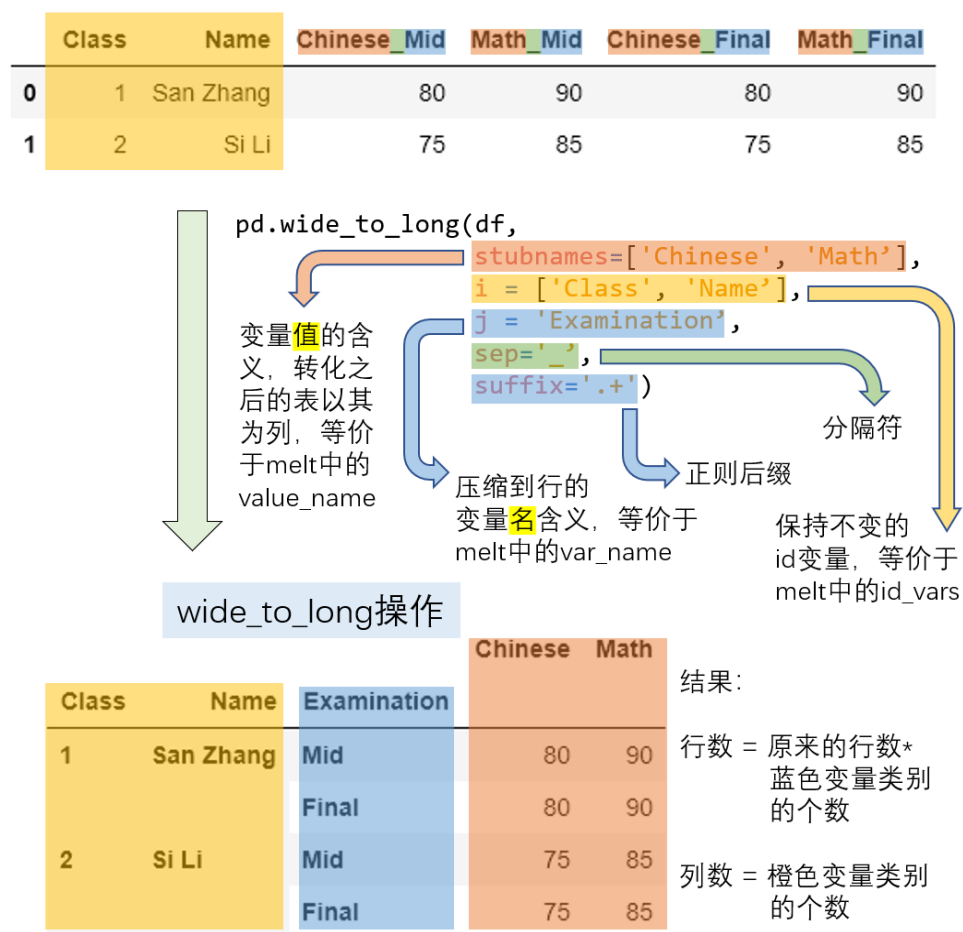 Class Name Chinese_Mid Math_Mid Chinese_Final Math_Final
0 1 San Zhang 80 90 80 90
1 2 Si Li 75 85 75 85
pd.wide_to_long(df,
stubnames=['Chinese', 'Math’],
i = ['Class', 'Name’],
j = 'Examination’,
sep='_’,
suffix='.+')
变量值的含
义，转化之
后的表以其
为列，等价
于melt中的
value_name
压缩到行的
变量名含义，等价于
melt中的var_name
正则后缀
分隔符
保持不变的
id变量，等价于
melt中的id_vars
wide_to_long操作
Chinese Math
Class Name Examination
1 San Zhang Mid 80 90
Final 80 90
2 Si Li Mid 75 85
Final 75 85
结果：
行数 = 原来的行数*
蓝色变量类别
的个数
列数 = 橙色变量类别
的个数